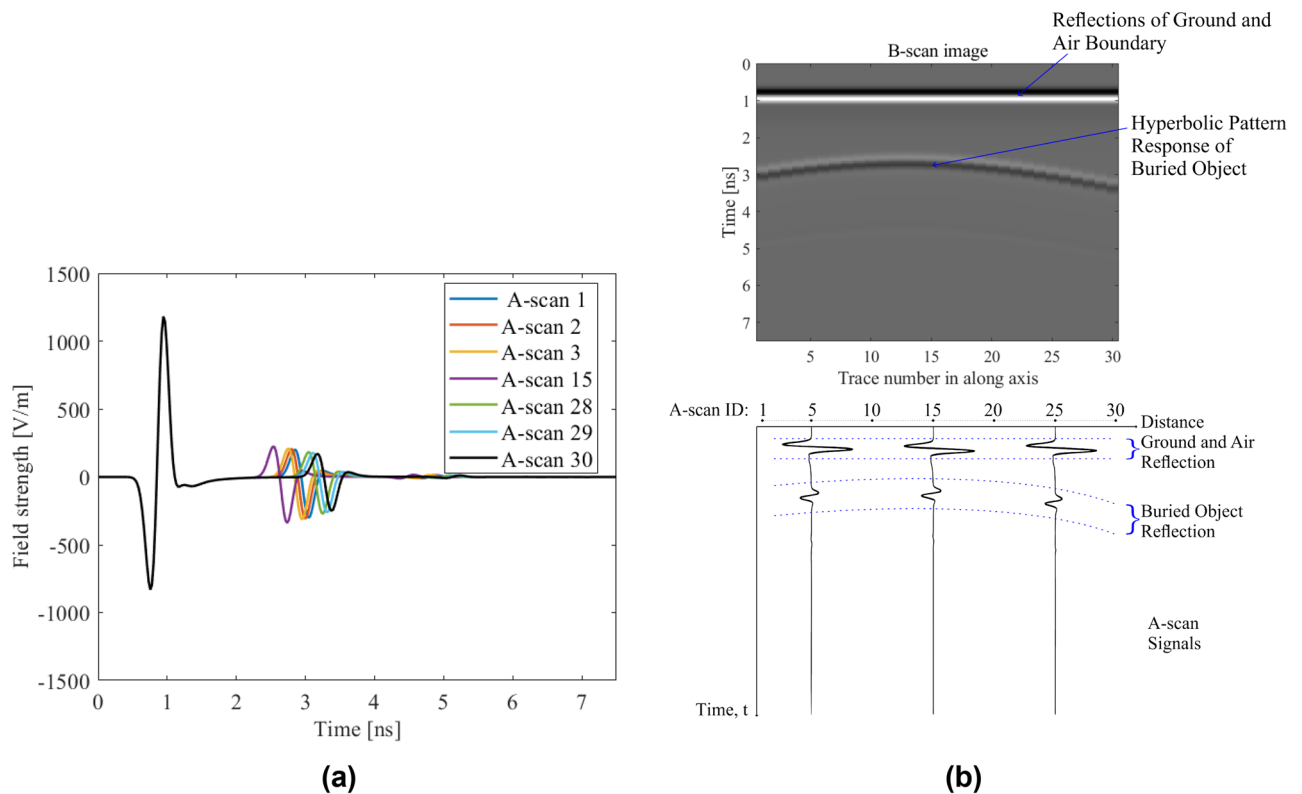 1500
1000
500
0
-500
-1000
-1500
Field strength [V/m]
0 1 2 3 4 5 6 7
Time [ns]
A-scan 1
A-scan 2
A-scan 3
A-scan 15
A-scan 28
A-scan 29
A-scan 30
(a)
Reflections of Ground and
Air Boundary
B-scan image
Hyperbolic Pattern
Response of
Buried Object
0
1
2
3
4
5
6
7
Time [ns]
5 10 15 20 25 30
Trace number in along axis
A-scan ID: 1 5 10 15 20 25 30
Distance
Ground and Air
Reflection
Buried Object
Reflection
A-scan
Signals
Time, t
(b)